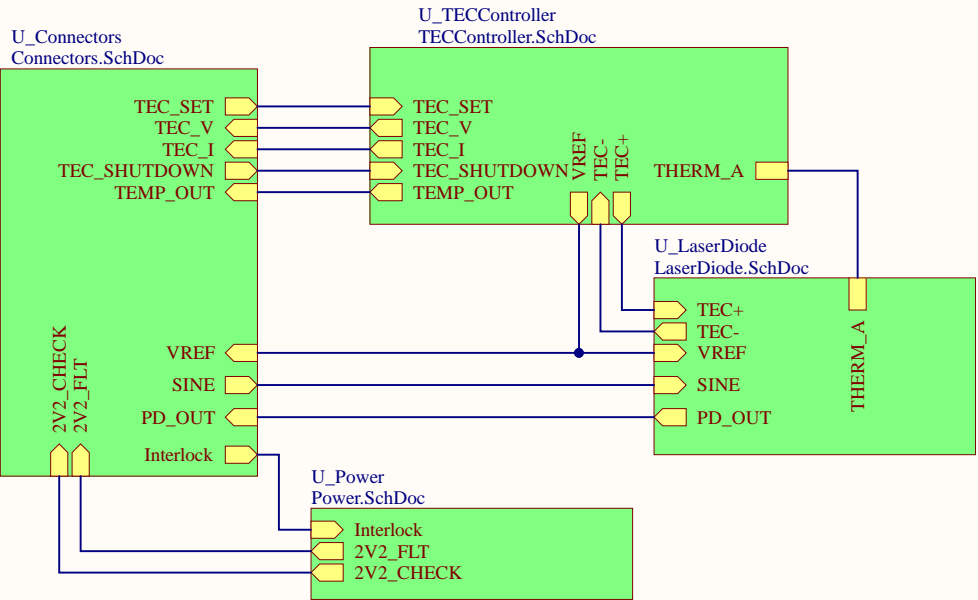 U_TECController
TECController.SchDoc
U_Connectors
Connectors.SchDoc
TEC_SET
TEC_V
TEC_I
TEC_SHUTDOWN
TEMP_OUT
VREF
SINE
PD_OUT
Interlock
2V2_CHECK
2V2_FLT
TEC_SET
TEC_V
TEC_I
TEC_SHUTDOWN
TEMP_OUT
VREF
TEC-
TEC+
THERM_A
U_LaserDiode
LaserDiode.SchDoc
TEC+
TEC-
VREF
SINE
PD_OUT
THERM_A
U_Power
Power.SchDoc
Interlock
2V2_FLT
2V2_CHECK